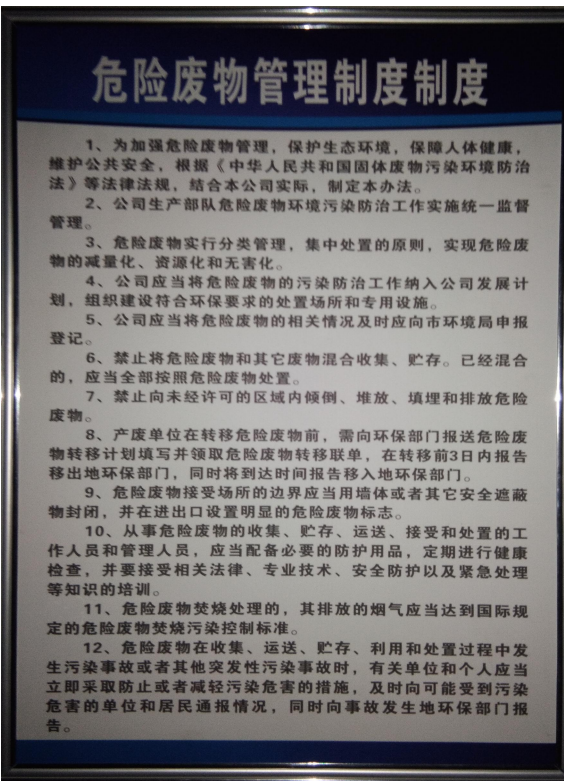 危险废物管理制度制度
1、为加强危险废物管理，保护生态环境，保障人体健康，
维护公共安全，根据《中华人民共和国固体废物污染环境防治
法》等法律法规，结合本公司实际，制定本办法。
2、公司生产部队危险废物环境污染防治工作实施统一监督
管理。
3、危险废物实行分类管理，集中处置的原则，实现危险废
物的减量化、资源化和无害化。
4、公司应当将危险废物的污染防治工作纳入公司发展计
划，组织建设符合环保要求的处置场所和专用设施。
5、公司应当将危险废物的相关情况及时应向市环境局申报
登记。
6、禁止将危险废物和其它废物混合收集、贮存。已经混合
的，应当全部按照危险废物处置。
7、禁止向未经许可的区域内倾倒、堆放、填埋和排放危险
废物。
8、产废单位在转移危险废物前，需向环保部门报送危险废
物转移计划填写并领取危险废物转移联单，在转移前3日内报告
移出地环保部门，同时将到达时间报告移入地环保部门。
9、危险废物接受场所的边界应当用墙体或者其它安全遮蔽
物封闭，并在进出口设置明显的危险废物标志。
10、从事危险废物的收集、贮存、运送、接受和处置的工
作人员和管理人员，应当配备必要的防护用品，定期进行健康
检查，并要接受相关法律、专业技术、安全防护以及紧急处理
等知识的培训。
11、危险废物焚烧处理的，其排放的烟气应当达到国际规
定的危险废物焚烧污染控制标准。
12、危险废物在收集、运送、贮存、利用和处置过程中发
生污染事故或者其他突发性污染事故时，有关单位和个人应当
立即采取防止或者减轻污染危害的措施，及时向可能受到污染
危害的单位和居民通报情况，同时向事故发生地环保部门报
告。